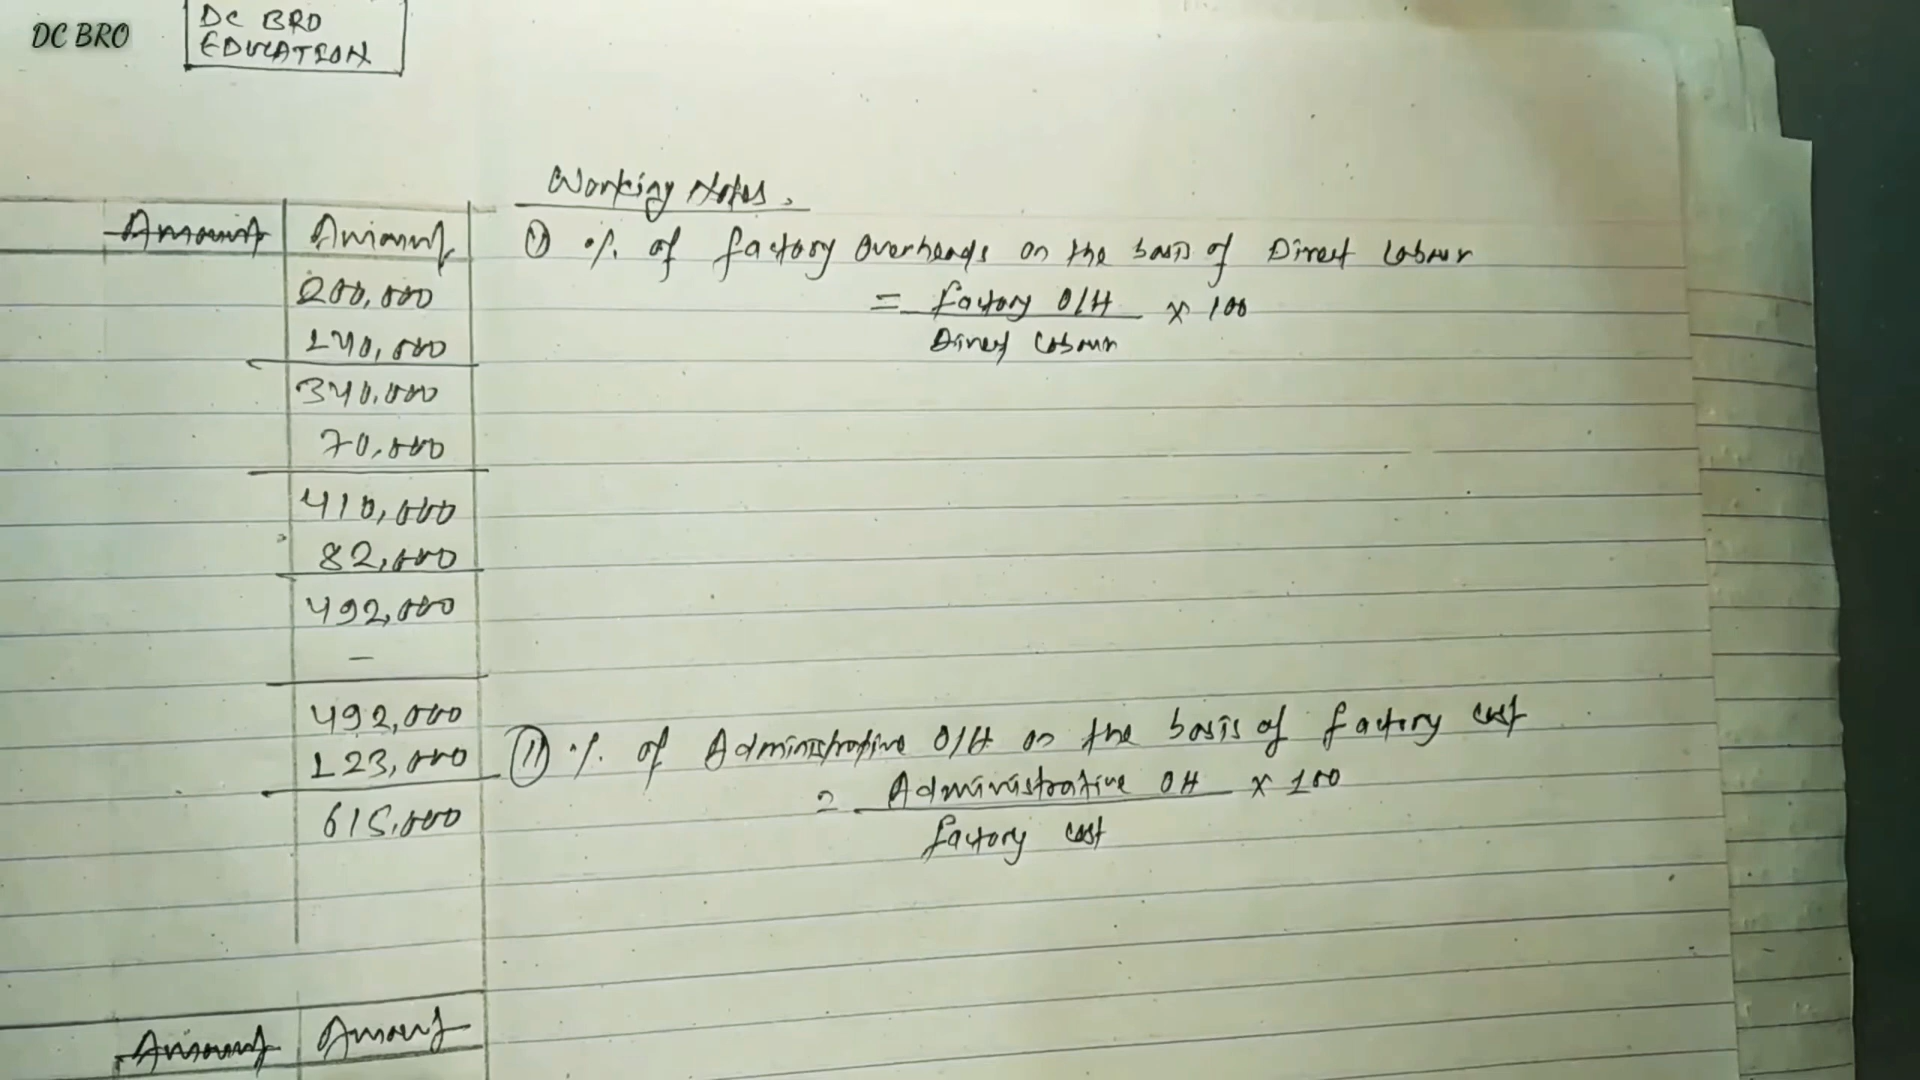 DC BRO
DC BRO
EDUCATION
Working Notes.
Amount Amount
(i) % of factory overheads on the basis of Direct labour
200,000
= factory O/H × 100
Direct labour
140,000
340,000
70,000
410,000
82,000
492,000
—
492,000
(ii) % of Administrative O/H on the basis of factory cost
123,000
= Administrative OH × 100
factory cost
615,000
Amount Amount